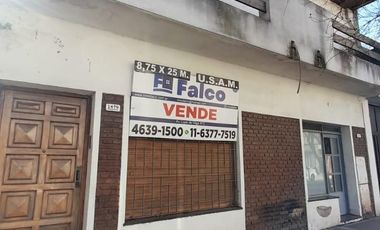 8,75 X 25 M. U.S.A.M.
Falco
VENDE
4639-1500 11-6377-7519